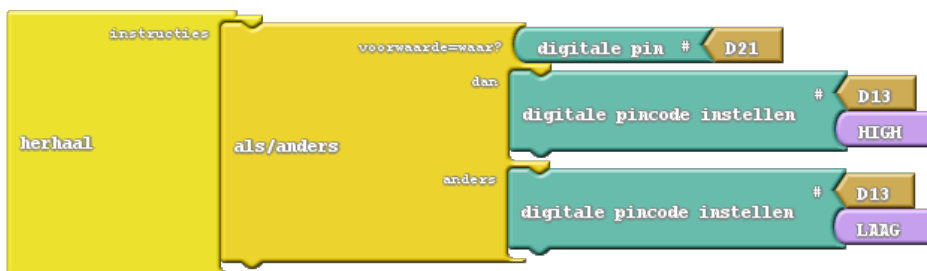 instructies
voorwaarde=waar?
digitale pin # D21
dan
digitale pincode instellen # D13
HIGH
herhaal
als/anders
anders
digitale pincode instellen # D13
LAAG